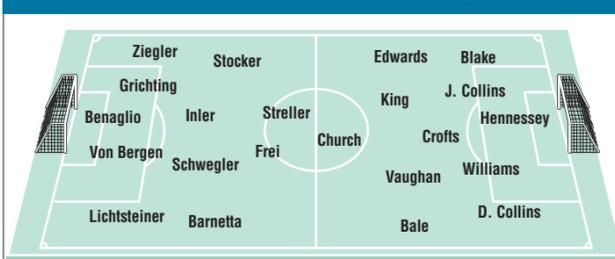 Ziegler
Stocker
Edwards
Blake
Grichting
King
J. Collins
Benaglio
Inler
Streller
Hennessey
Church
Crofts
Von Bergen
Frei
Schwegler
Vaughan
Williams
Lichtsteiner
Barnetta
Bale
D. Collins